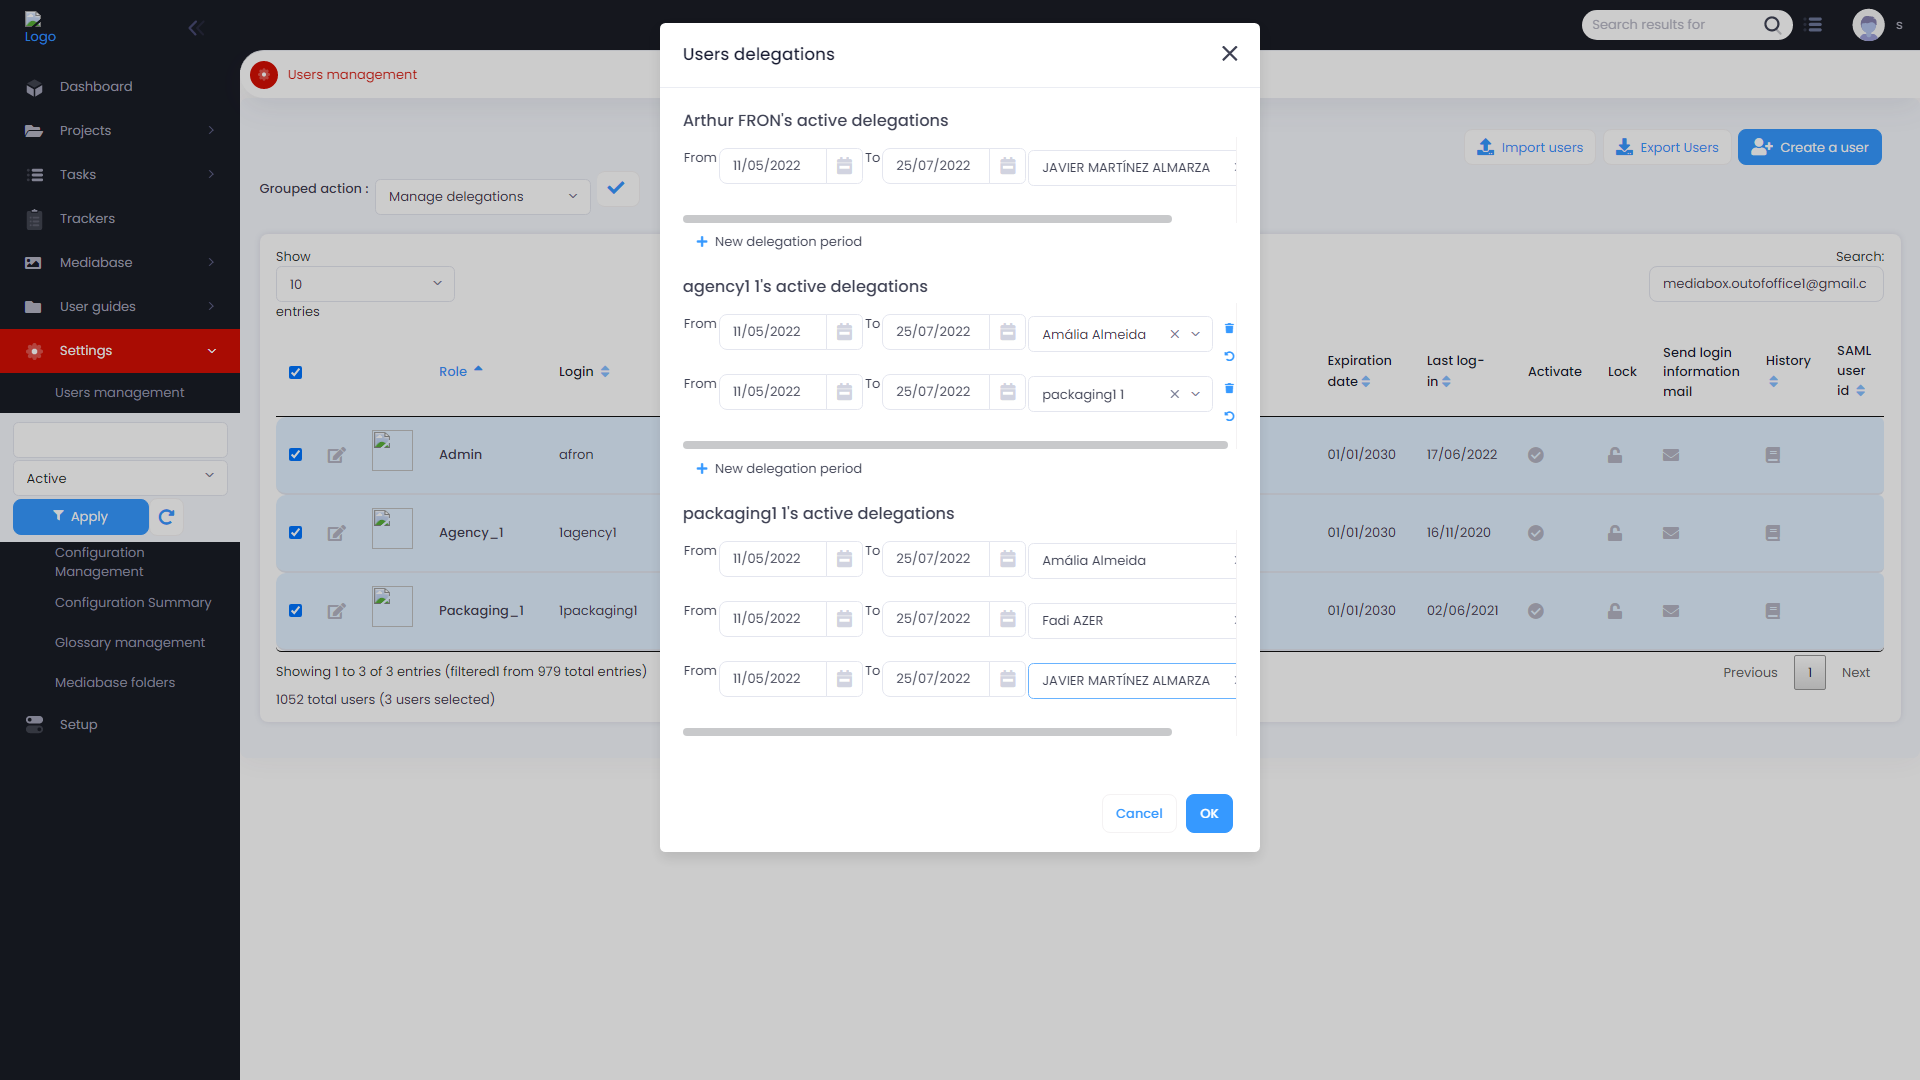 Logo
Dashboard
Projects
Tasks
Trackers
Mediabase
User guides
Settings
Users management
Active
Apply
Configuration
Management
Configuration Summary
Glossary management
Mediabase folders
Setup
Search results for
s
Users management
Import users
Export Users
Create a user
Grouped action :
Manage delegations
Show
10
entries
Search:
mediabox.outofoffice1@gmail.c
Role
Login
Expiration
date
Last log-
in
Activate
Lock
Send login
information
mail
History
SAML
user
id
Admin
afron
01/01/2030
17/06/2022
Agency_1
1agency1
01/01/2030
16/11/2020
Packaging_1
1packaging1
01/01/2030
02/06/2021
Showing 1 to 3 of 3 entries (filtered1 from 979 total entries)
1052 total users (3 users selected)
Previous
1
Next
Users delegations
Arthur FRON's active delegations
From 11/05/2022 To 25/07/2022 JAVIER MARTÍNEZ ALMARZA
New delegation period
agency1 1's active delegations
From 11/05/2022 To 25/07/2022 Amália Almeida
From 11/05/2022 To 25/07/2022 packaging1 1
New delegation period
packaging1 1's active delegations
From 11/05/2022 To 25/07/2022 Amália Almeida
From 11/05/2022 To 25/07/2022 Fadi AZER
From 11/05/2022 To 25/07/2022 JAVIER MARTÍNEZ ALMARZA
Cancel
OK